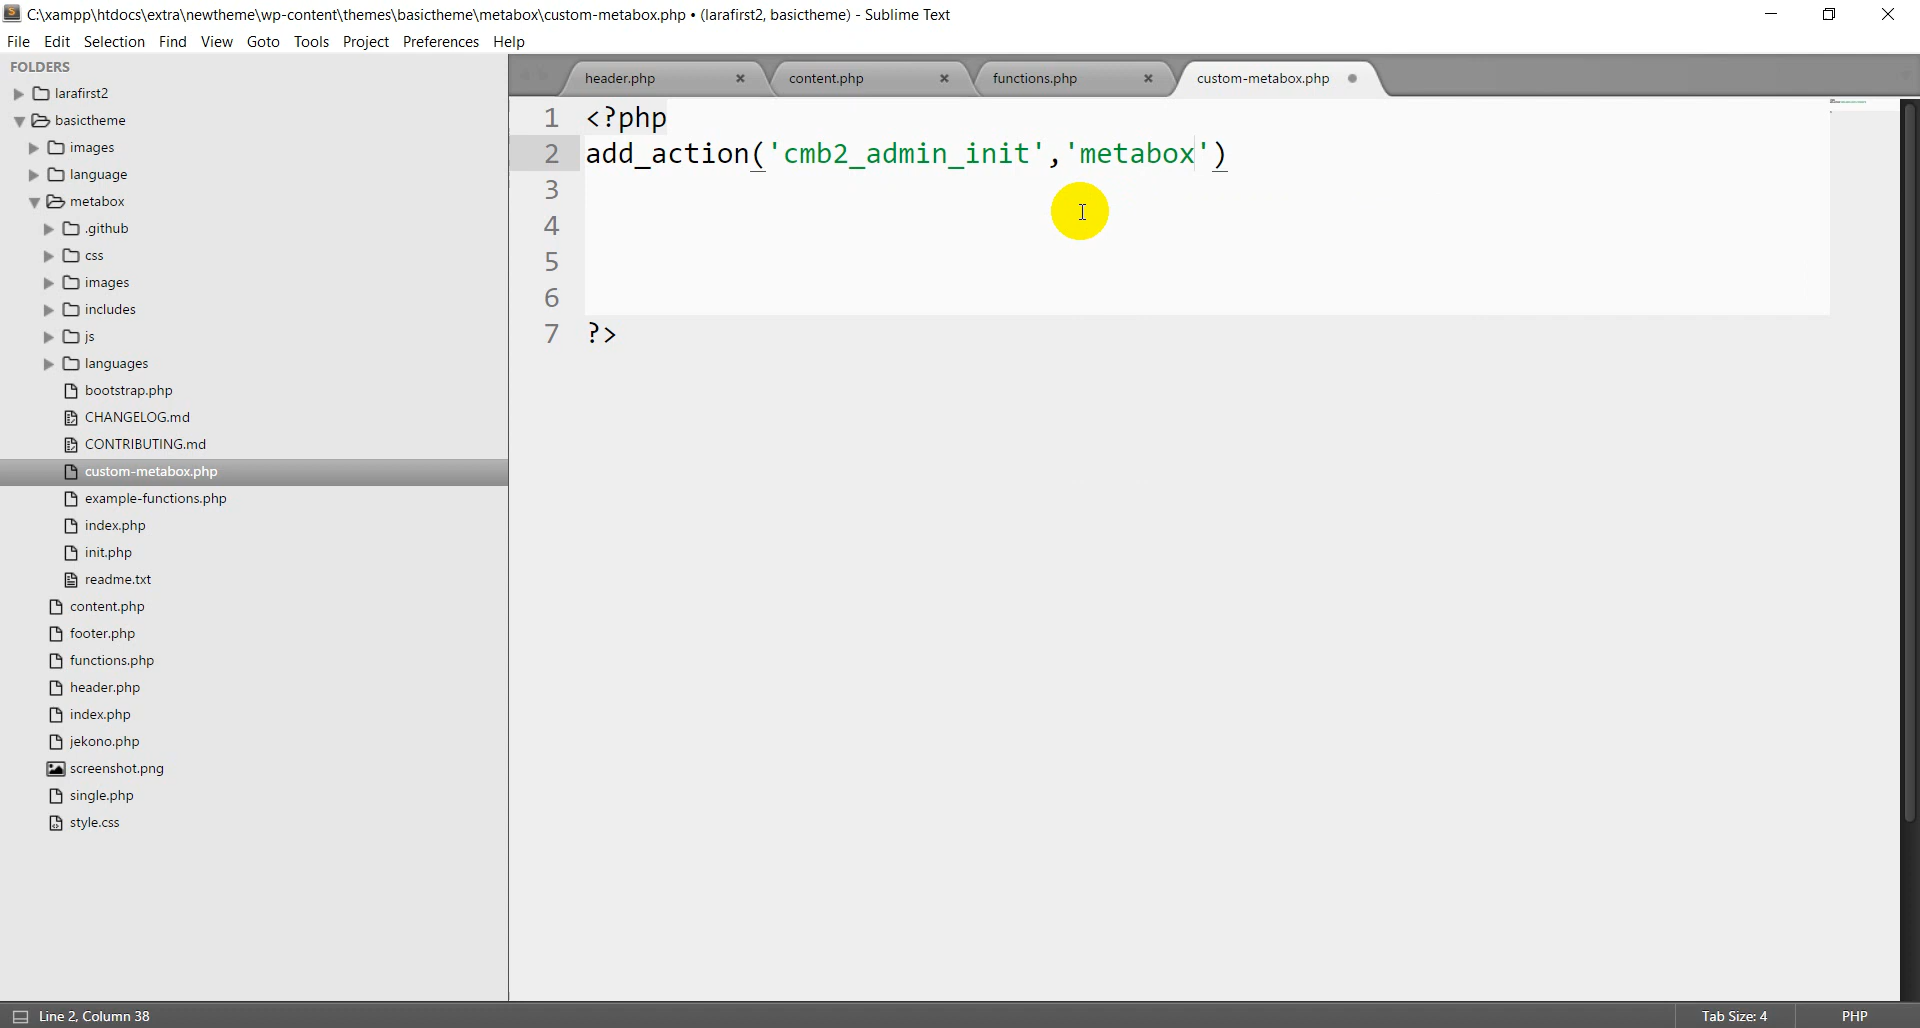 C:\xampp\htdocs\extra\newtheme\wp-content\themes\basictheme\metabox\custom-metabox.php • (larafirst2, basictheme) - Sublime Text
File Edit Selection Find View Goto Tools Project Preferences Help
FOLDERS
larafirst2
basictheme
images
language
metabox
.github
css
images
includes
js
languages
bootstrap.php
CHANGELOG.md
CONTRIBUTING.md
custom-metabox.php
example-functions.php
index.php
init.php
readme.txt
content.php
footer.php
functions.php
header.php
index.php
jekono.php
screenshot.png
single.php
style.css
header.php content.php functions.php custom-metabox.php
1 <?php
2 add_action('cmb2_admin_init','metabox')
3
4
5
6
7 ?>
Line 2, Column 38 Tab Size: 4 PHP